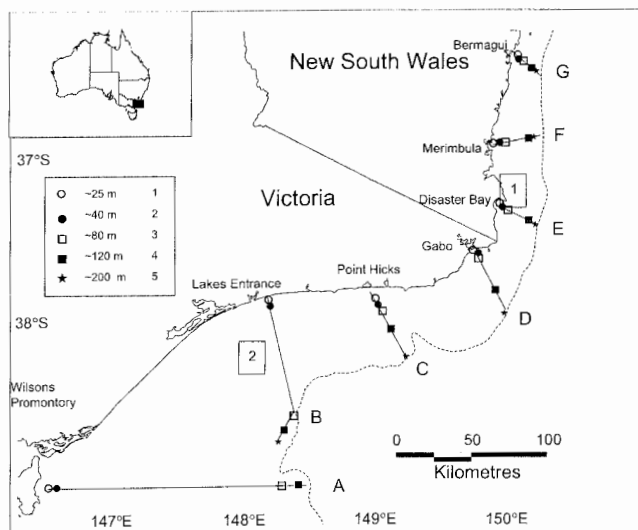 Bermagui
New South Wales
G
F
37°S
Merimbula
~25 m 1
~40 m 2
~80 m 3
~120 m 4
~200 m 5
Victoria
Disaster Bay
1
E
Gabo
Point Hicks
Lakes Entrance
D
38°S
2
C
Wilsons
Promontory
B
0 50 100
Kilometres
A
147°E 148°E 149°E 150°E